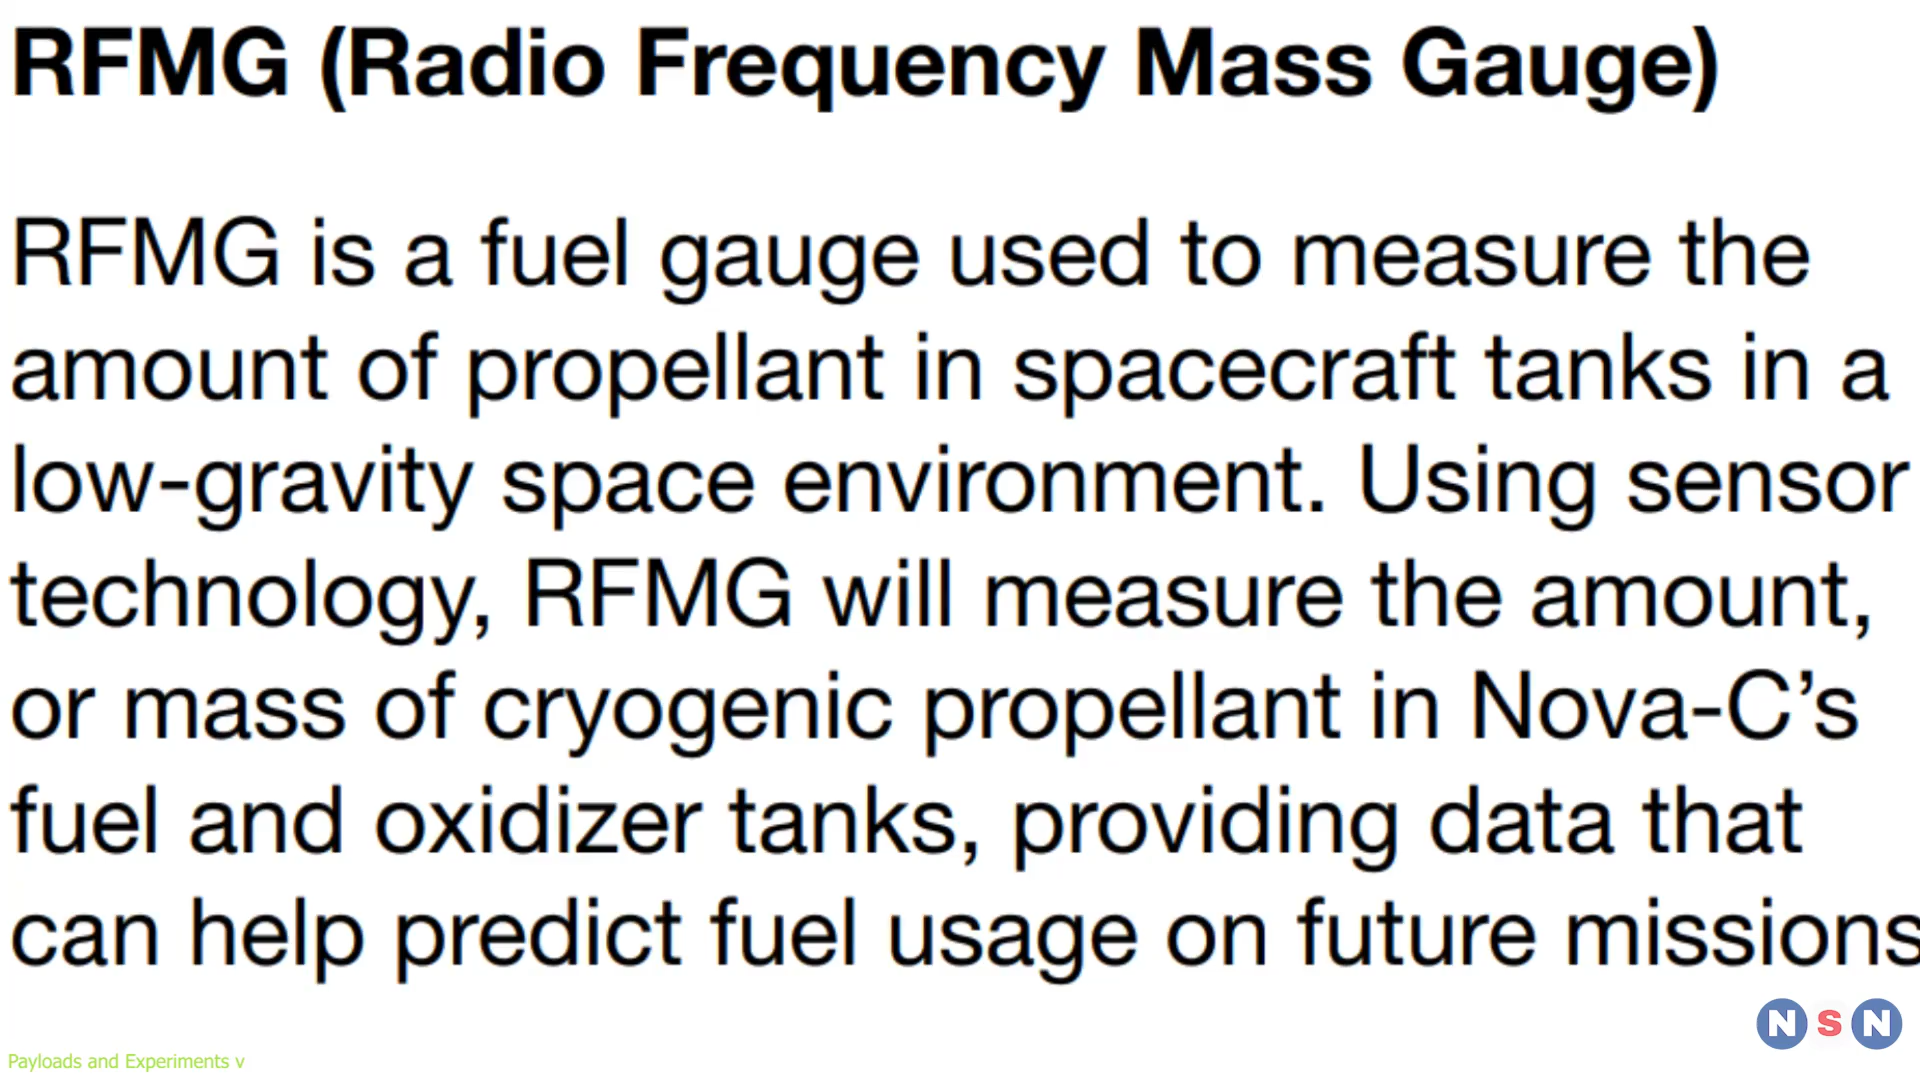 RFMG (Radio Frequency Mass Gauge)
RFMG is a fuel gauge used to measure the
amount of propellant in spacecraft tanks in a
low-gravity space environment. Using sensor
technology, RFMG will measure the amount,
or mass of cryogenic propellant in Nova-C’s
fuel and oxidizer tanks, providing data that
can help predict fuel usage on future missions
N S N
Payloads and Experiments v